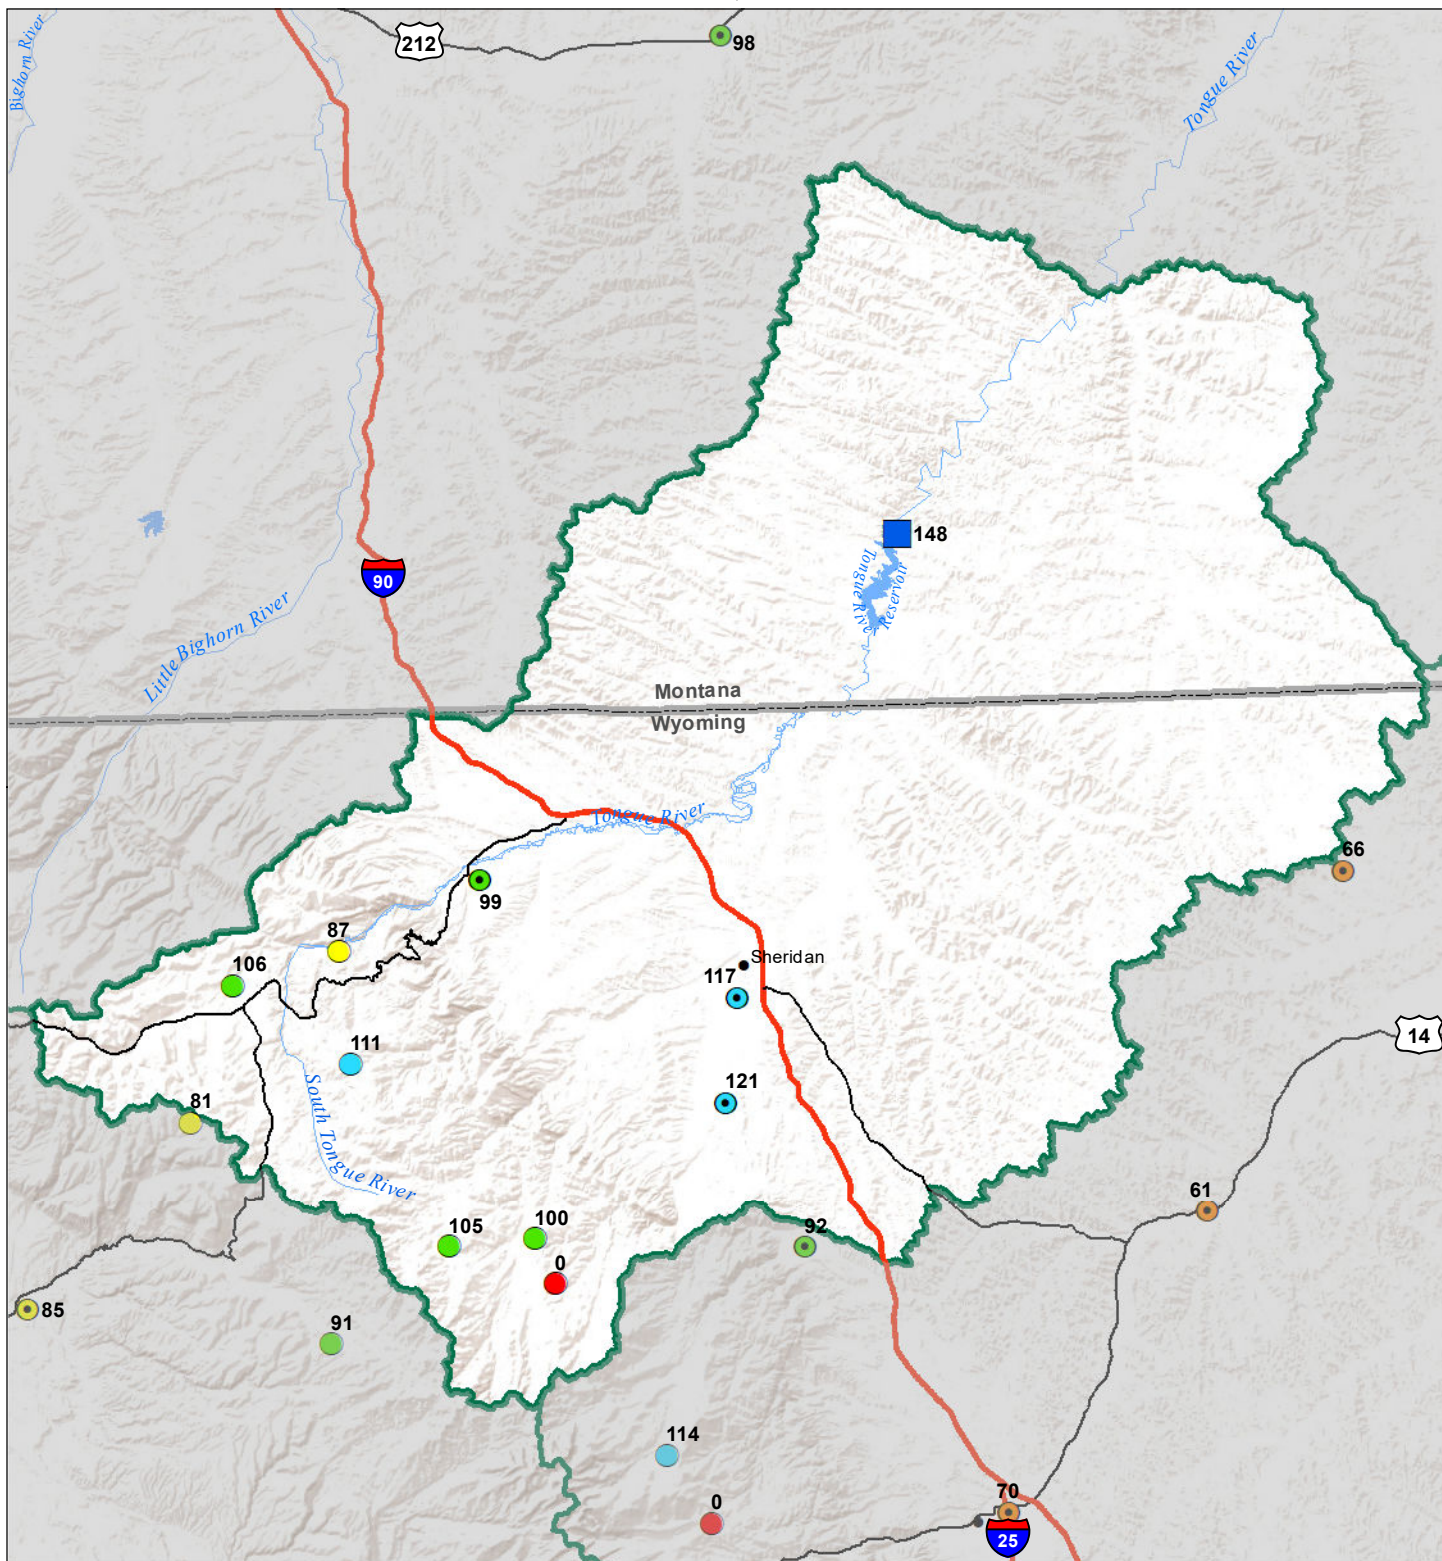 Bighorn River
212
98
Tongue River
148
Tongue River
Reservoir
90
Little Bighorn River
Montana
Wyoming
Tongue River
66
99
87
106
Sheridan
117
14
111
121
81
South Tongue River
61
105
100
92
0
85
91
114
70
0
25